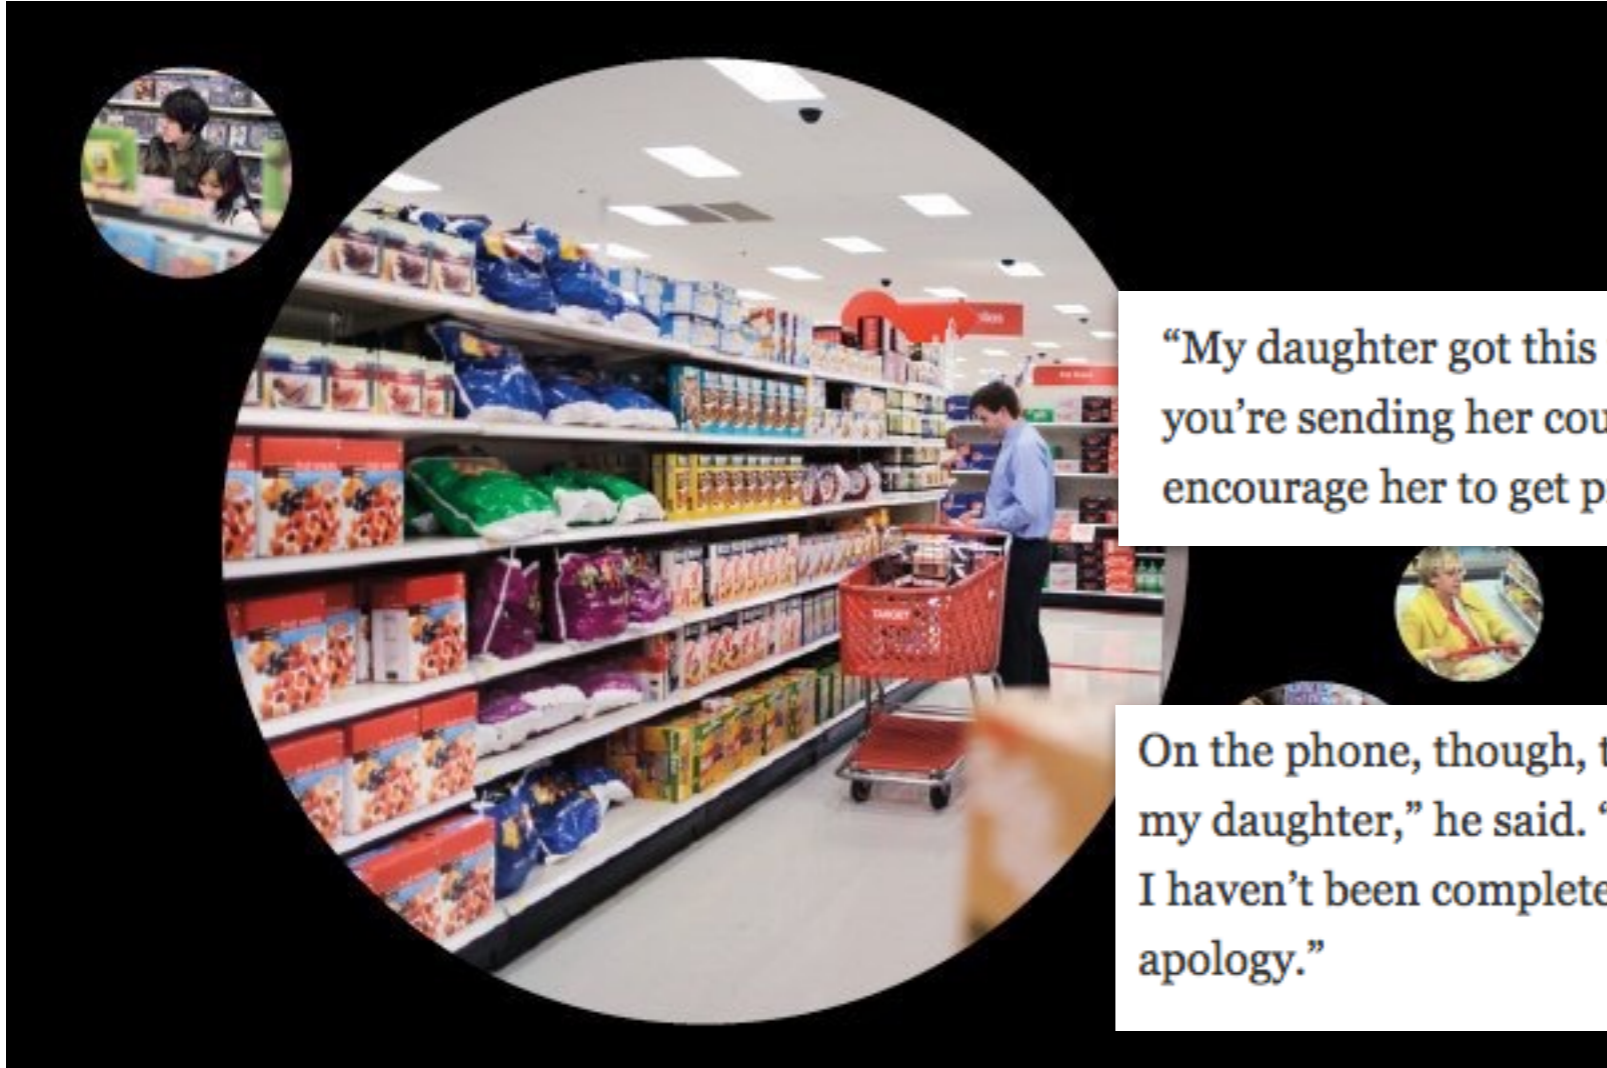 TARGET
“My daughter got this
you’re sending her cou
encourage her to get p
On the phone, though, t
my daughter,” he said. “
I haven’t been complete
apology.”